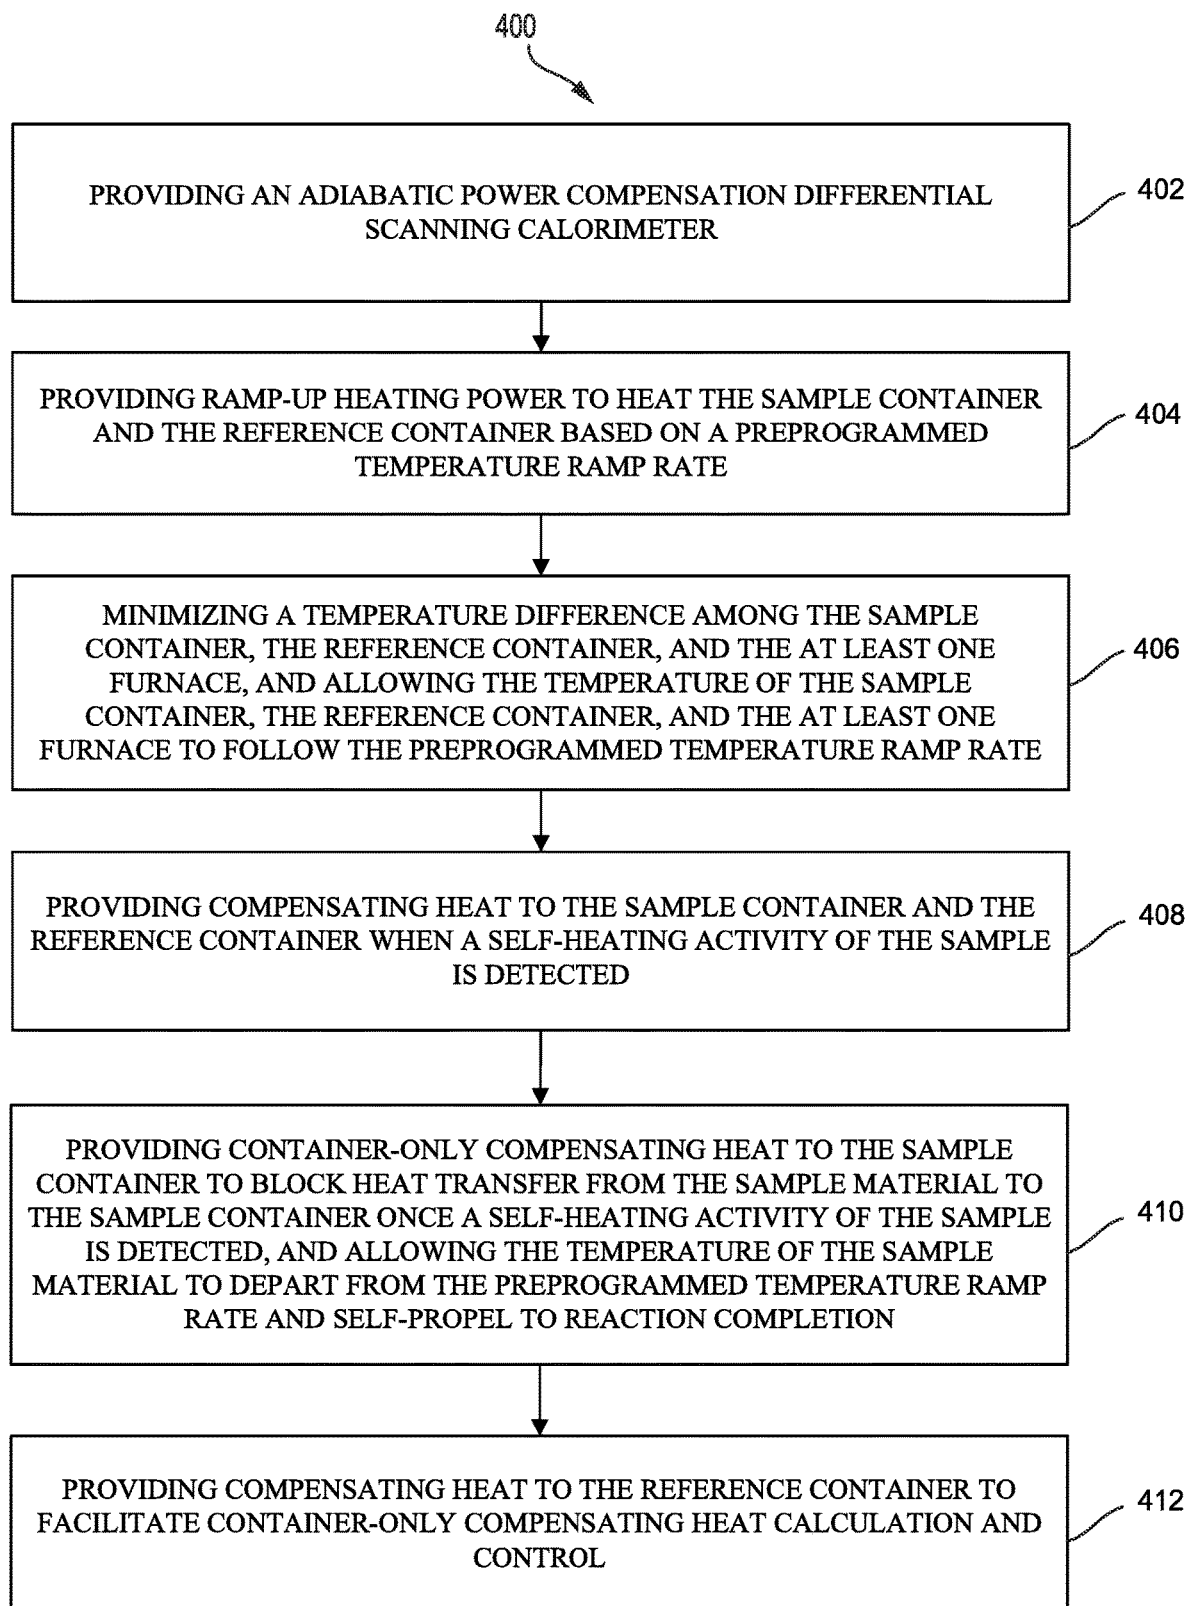 400
PROVIDING AN ADIABATIC POWER COMPENSATION DIFFERENTIAL
SCANNING CALORIMETER
402
PROVIDING RAMP-UP HEATING POWER TO HEAT THE SAMPLE CONTAINER
AND THE REFERENCE CONTAINER BASED ON A PREPROGRAMMED
TEMPERATURE RAMP RATE
404
MINIMIZING A TEMPERATURE DIFFERENCE AMONG THE SAMPLE
CONTAINER, THE REFERENCE CONTAINER, AND THE AT LEAST ONE
FURNACE, AND ALLOWING THE TEMPERATURE OF THE SAMPLE
CONTAINER, THE REFERENCE CONTAINER, AND THE AT LEAST ONE
FURNACE TO FOLLOW THE PREPROGRAMMED TEMPERATURE RAMP RATE
406
PROVIDING COMPENSATING HEAT TO THE SAMPLE CONTAINER AND THE
REFERENCE CONTAINER WHEN A SELF-HEATING ACTIVITY OF THE SAMPLE
IS DETECTED
408
PROVIDING CONTAINER-ONLY COMPENSATING HEAT TO THE SAMPLE
CONTAINER TO BLOCK HEAT TRANSFER FROM THE SAMPLE MATERIAL TO
THE SAMPLE CONTAINER ONCE A SELF-HEATING ACTIVITY OF THE SAMPLE
IS DETECTED, AND ALLOWING THE TEMPERATURE OF THE SAMPLE
MATERIAL TO DEPART FROM THE PREPROGRAMMED TEMPERATURE RAMP
RATE AND SELF-PROPEL TO REACTION COMPLETION
410
PROVIDING COMPENSATING HEAT TO THE REFERENCE CONTAINER TO
FACILITATE CONTAINER-ONLY COMPENSATING HEAT CALCULATION AND
CONTROL
412